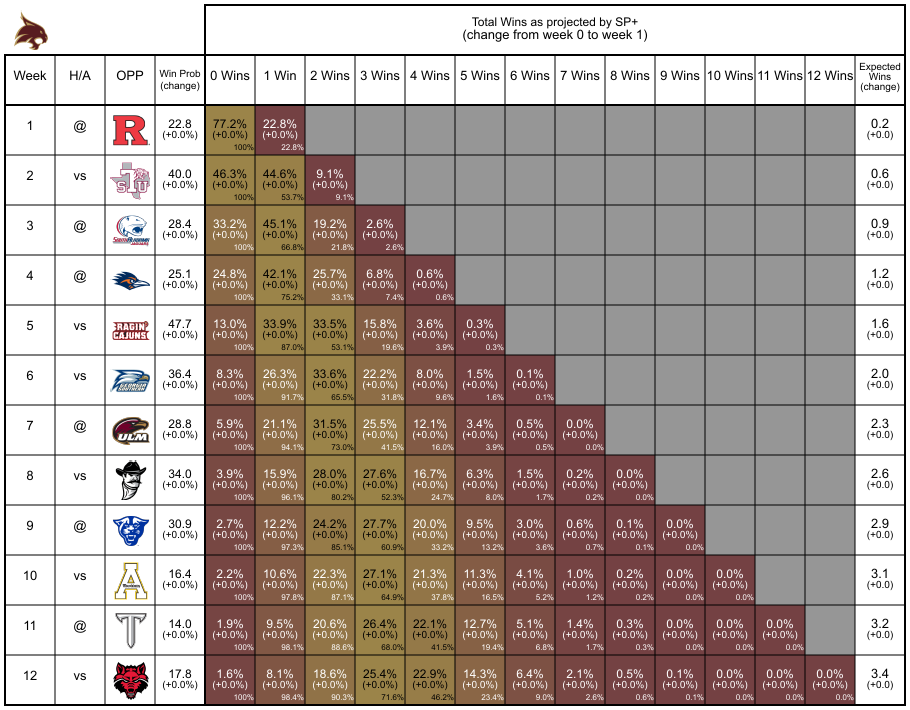 Total Wins as projected by SP+
(change from week 0 to week 1)
Week H/A OPP Win Prob (change) 0 Wins 1 Win 2 Wins 3 Wins 4 Wins 5 Wins 6 Wins 7 Wins 8 Wins 9 Wins 10 Wins 11 Wins 12 Wins Expected Wins (change)
1 @ R 22.8 77.2% 22.8% 0.2
(+0.0%) (+0.0%) (+0.0%) (+0.0)
100% 22.8%
2 vs TSU 40.0 46.3% 44.6% 9.1% 0.6
(+0.0%) (+0.0%) (+0.0%) (+0.0%) (+0.0)
100% 53.7% 9.1%
3 @ SOUTH ALABAMA JAGUARS 28.4 33.2% 45.1% 19.2% 2.6% 0.9
(+0.0%) (+0.0%) (+0.0%) (+0.0%) (+0.0%) (+0.0)
100% 66.8% 21.8% 2.6%
4 @ 25.1 24.8% 42.1% 25.7% 6.8% 0.6% 1.2
(+0.0%) (+0.0%) (+0.0%) (+0.0%) (+0.0%) (+0.0%) (+0.0)
100% 75.2% 33.1% 7.4% 0.6%
5 vs RAGIN' CAJUNS 47.7 13.0% 33.9% 33.5% 15.8% 3.6% 0.3% 1.6
(+0.0%) (+0.0%) (+0.0%) (+0.0%) (+0.0%) (+0.0%) (+0.0%) (+0.0)
100% 87.0% 53.1% 19.6% 3.9% 0.3%
6 vs GEORGIA SOUTHERN 36.4 8.3% 26.3% 33.6% 22.2% 8.0% 1.5% 0.1% 2.0
(+0.0%) (+0.0%) (+0.0%) (+0.0%) (+0.0%) (+0.0%) (+0.0%) (+0.0%) (+0.0)
100% 91.7% 65.5% 31.8% 9.6% 1.6% 0.1%
7 @ ULM 28.8 5.9% 21.1% 31.5% 25.5% 12.1% 3.4% 0.5% 0.0% 2.3
(+0.0%) (+0.0%) (+0.0%) (+0.0%) (+0.0%) (+0.0%) (+0.0%) (+0.0%) (+0.0%) (+0.0)
100% 94.1% 73.0% 41.5% 16.0% 3.9% 0.5% 0.0%
8 vs 34.0 3.9% 15.9% 28.0% 27.6% 16.7% 6.3% 1.5% 0.2% 0.0% 2.6
(+0.0%) (+0.0%) (+0.0%) (+0.0%) (+0.0%) (+0.0%) (+0.0%) (+0.0%) (+0.0%) (+0.0%) (+0.0)
100% 96.1% 80.2% 52.3% 24.7% 8.0% 1.7% 0.2% 0.0%
9 @ 30.9 2.7% 12.2% 24.2% 27.7% 20.0% 9.5% 3.0% 0.6% 0.1% 0.0% 2.9
(+0.0%) (+0.0%) (+0.0%) (+0.0%) (+0.0%) (+0.0%) (+0.0%) (+0.0%) (+0.0%) (+0.0%) (+0.0%) (+0.0)
100% 97.3% 85.1% 60.9% 33.2% 13.2% 3.6% 0.7% 0.1% 0.0%
10 vs A 16.4 2.2% 10.6% 22.3% 27.1% 21.3% 11.3% 4.1% 1.0% 0.2% 0.0% 0.0% 3.1
(+0.0%) (+0.0%) (+0.0%) (+0.0%) (+0.0%) (+0.0%) (+0.0%) (+0.0%) (+0.0%) (+0.0%) (+0.0%) (+0.0%) (+0.0)
100% 97.8% 87.1% 64.9% 37.8% 16.5% 5.2% 1.2% 0.2% 0.0% 0.0%
11 @ T 14.0 1.9% 9.5% 20.6% 26.4% 22.1% 12.7% 5.1% 1.4% 0.3% 0.0% 0.0% 0.0% 3.2
(+0.0%) (+0.0%) (+0.0%) (+0.0%) (+0.0%) (+0.0%) (+0.0%) (+0.0%) (+0.0%) (+0.0%) (+0.0%) (+0.0%) (+0.0%) (+0.0)
100% 98.1% 88.6% 68.0% 41.5% 19.4% 6.8% 1.7% 0.3% 0.0% 0.0% 0.0%
12 vs 17.8 1.6% 8.1% 18.6% 25.4% 22.9% 14.3% 6.4% 2.1% 0.5% 0.1% 0.0% 0.0% 0.0% 3.4
(+0.0%) (+0.0%) (+0.0%) (+0.0%) (+0.0%) (+0.0%) (+0.0%) (+0.0%) (+0.0%) (+0.0%) (+0.0%) (+0.0%) (+0.0%) (+0.0%) (+0.0)
100% 98.4% 90.3% 71.6% 46.2% 23.4% 9.0% 2.6% 0.6% 0.1% 0.0% 0.0% 0.0%